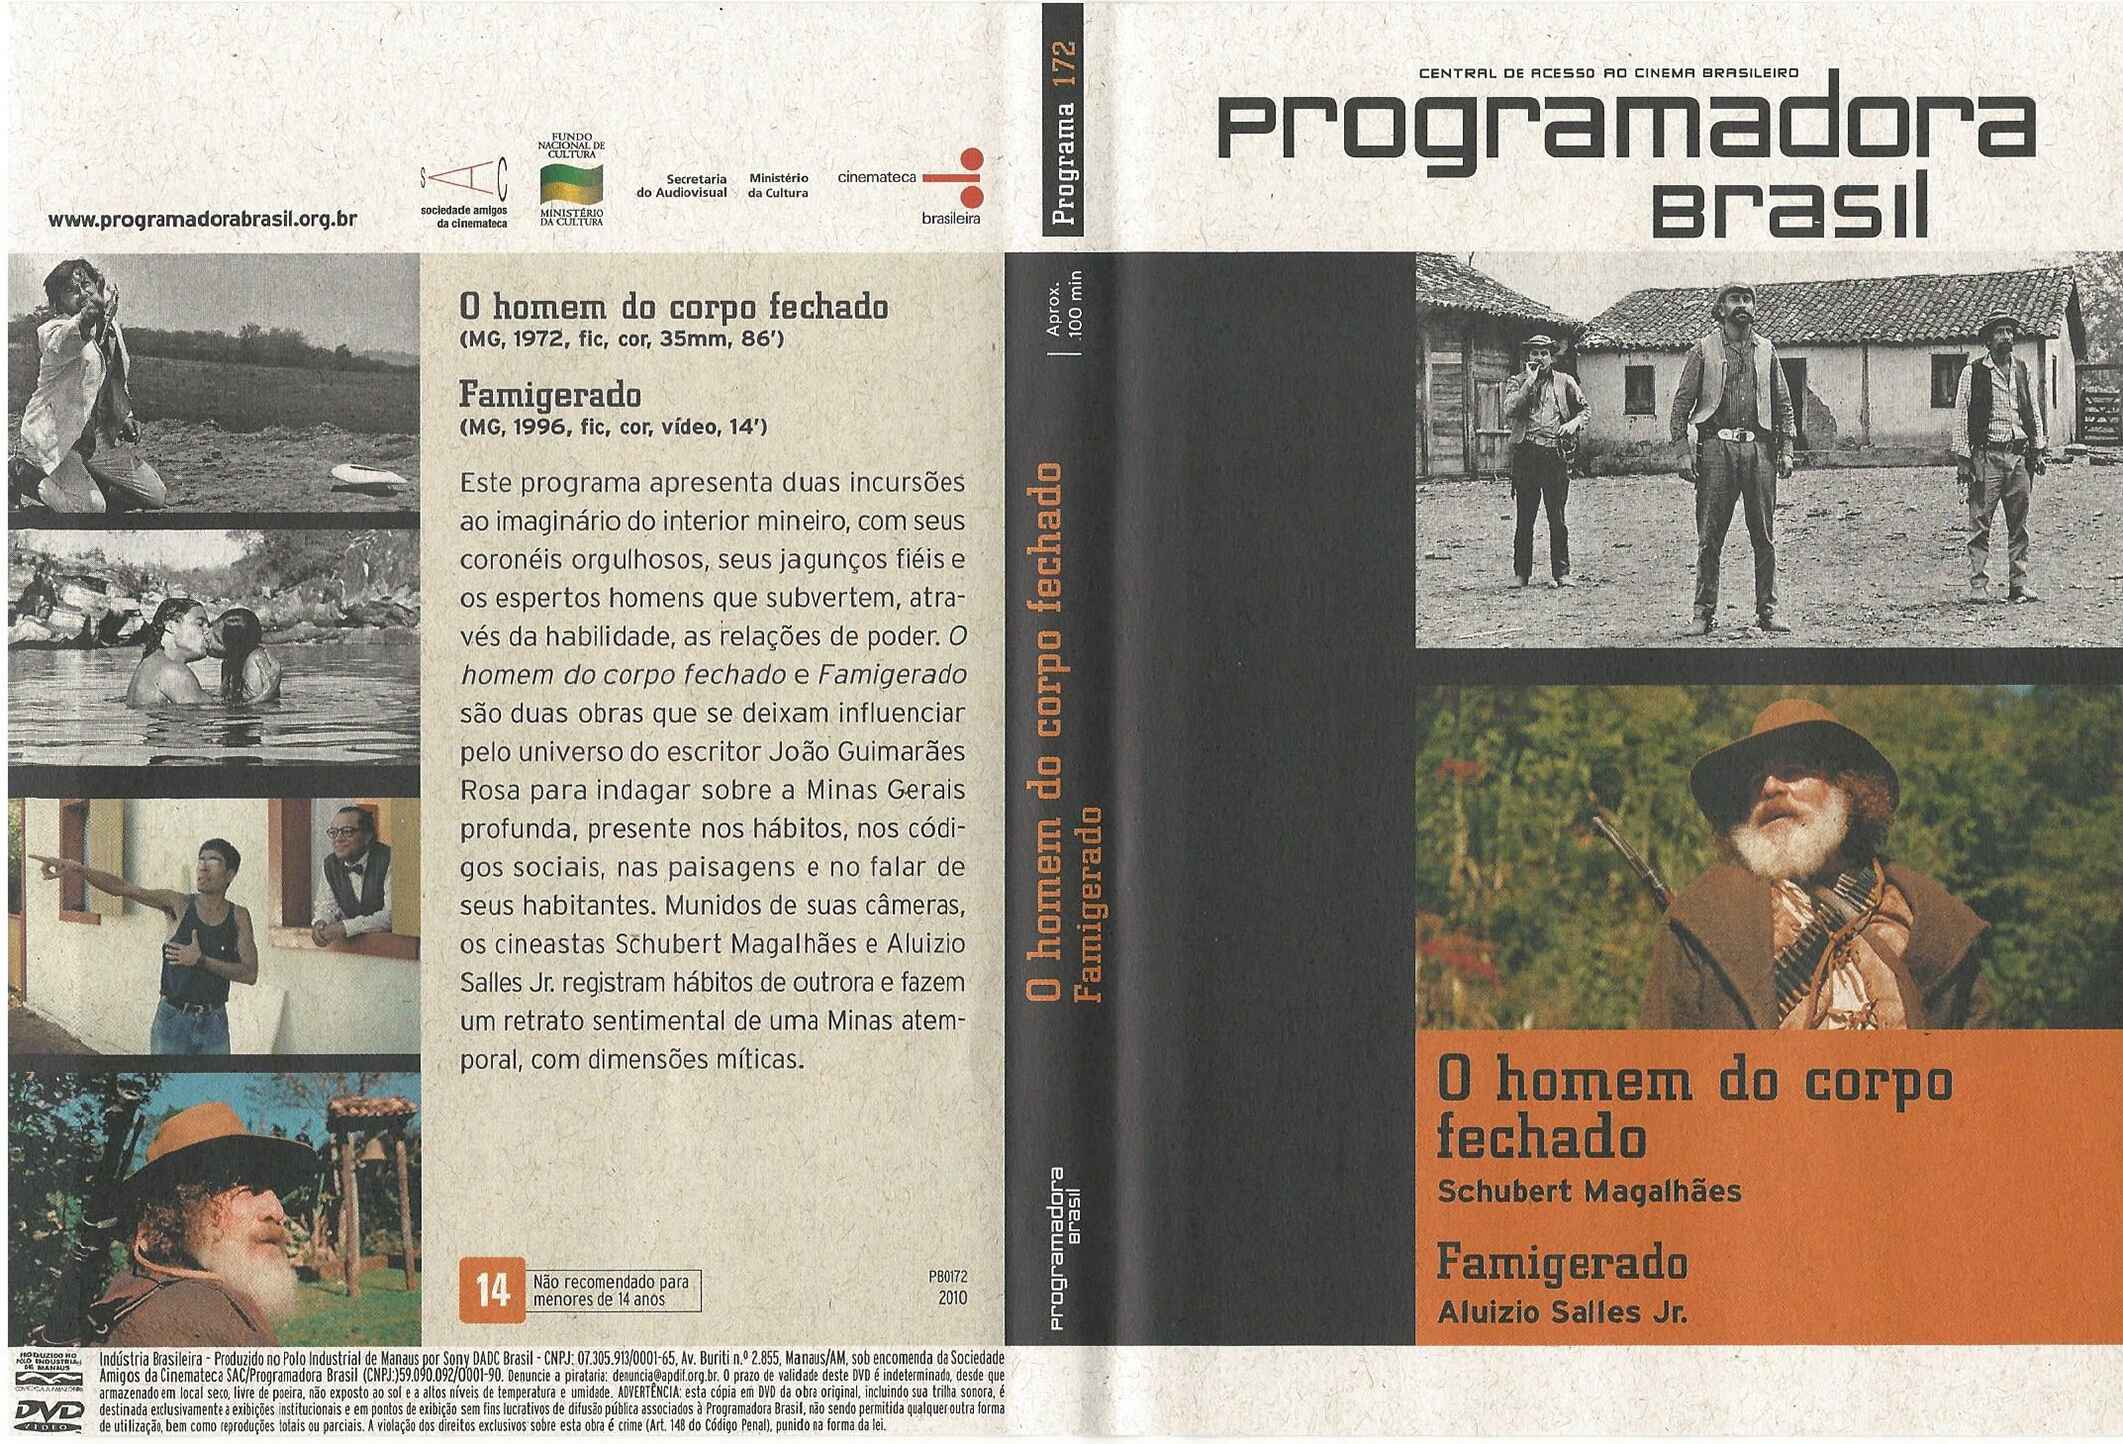 www.programadorabrasil.org.br
SAC
sociedade amigos
da cinemateca
FUNDO
NACIONAL DE
CULTURA
MINISTÉRIO
DA CULTURA
Secretaria
do Audiovisual
Ministério
da Cultura
cinemateca
brasileira
O homem do corpo fechado
(MG, 1972, fic, cor, 35mm, 86')
Famigerado
(MG, 1996, fic, cor, vídeo, 14')
Este programa apresenta duas incursões
ao imaginário do interior mineiro, com seus
coronéis orgulhosos, seus jagunços fiéis e
os espertos homens que subvertem, atra-
vés da habilidade, as relações de poder. O
homem do corpo fechado e Famigerado
são duas obras que se deixam influenciar
pelo universo do escritor João Guimarães
Rosa para indagar sobre a Minas Gerais
profunda, presente nos hábitos, nos códi-
gos sociais, nas paisagens e no falar de
seus habitantes. Munidos de suas câmeras,
os cineastas Schubert Magalhães e Aluizio
Salles Jr. registram hábitos de outrora e fazem
um retrato sentimental de uma Minas atem-
poral, com dimensões míticas.
14
Não recomendado para
menores de 14 anos
PB0172
2010
PRODUZIDO NO
POLO INDUSTRIAL
DE MANAUS
DVD
VIDEO
Indústria Brasileira - Produzido no Polo Industrial de Manaus por Sony DADC Brasil - CNPJ: 07.305.913/0001-65, Av. Buriti n.º 2.855, Manaus/AM, sob encomenda da Sociedade
Amigos da Cinemateca SAC/Programadora Brasil (CNPJ:)59.090.092/0001-90. Denuncie a pirataria: denuncia@apdif.org.br. O prazo de validade deste DVD é indeterminado, desde que
armazenado em local seco, livre de poeira, não exposto ao sol e a altos níveis de temperatura e umidade. ADVERTÊNCIA: esta cópia em DVD da obra original, incluindo sua trilha sonora, é
destinada exclusivamente a exibições institucionais e em pontos de exibição sem fins lucrativos de difusão pública associados à Programadora Brasil, não sendo permitida qualquer outra forma
de utilização, bem como reproduções totais ou parciais. A violação dos direitos exclusivos sobre esta obra é crime (Art. 148 do Código Penal), punido na forma da lei.
Programa 172
Aprox.
100 min
O homem do corpo fechado
Famigerado
Programadora
Brasil
CENTRAL DE ACESSO AO CINEMA BRASILEIRO
Programadora
Brasil
O homem do corpo
fechado
Schubert Magalhães
Famigerado
Aluizio Salles Jr.